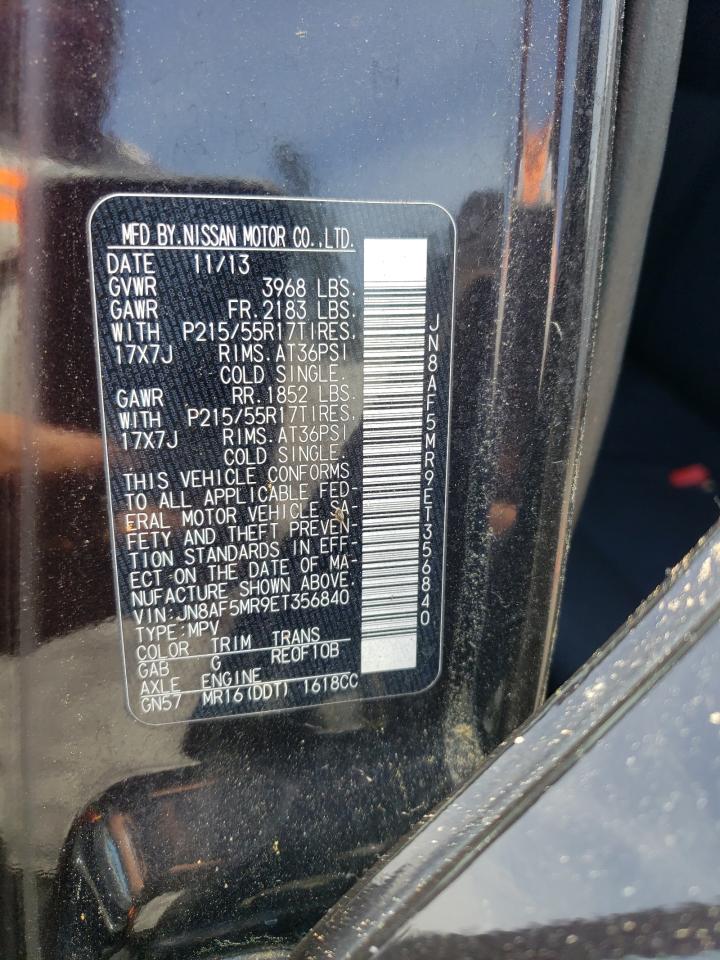 MFD BY.NISSAN MOTOR CO.,LTD.
DATE 11/13
GVWR 3968 LBS.
GAWR FR.2183 LBS.
WITH P215/55R17TIRES,
17X7J RIMS.AT36PSI
COLD SINGLE.
GAWR RR.1852 LBS.
WITH P215/55R17TIRES,
17X7J RIMS.AT36PSI
COLD SINGLE.
THIS VEHICLE CONFORMS
TO ALL APPLICABLE FED-
ERAL MOTOR VEHICLE SA-
FETY AND THEFT PREVEN-
TION STANDARDS IN EFF-
ECT ON THE DATE OF MA-
NUFACTURE SHOWN ABOVE.
VIN:JN8AF5MR9ET356840
TYPE:MPV
COLOR TRIM TRANS
GAB G RE0F10B
AXLE ENGINE
GN57 MR16(DDT) 1618CC
JN8AF5MR9ET356840